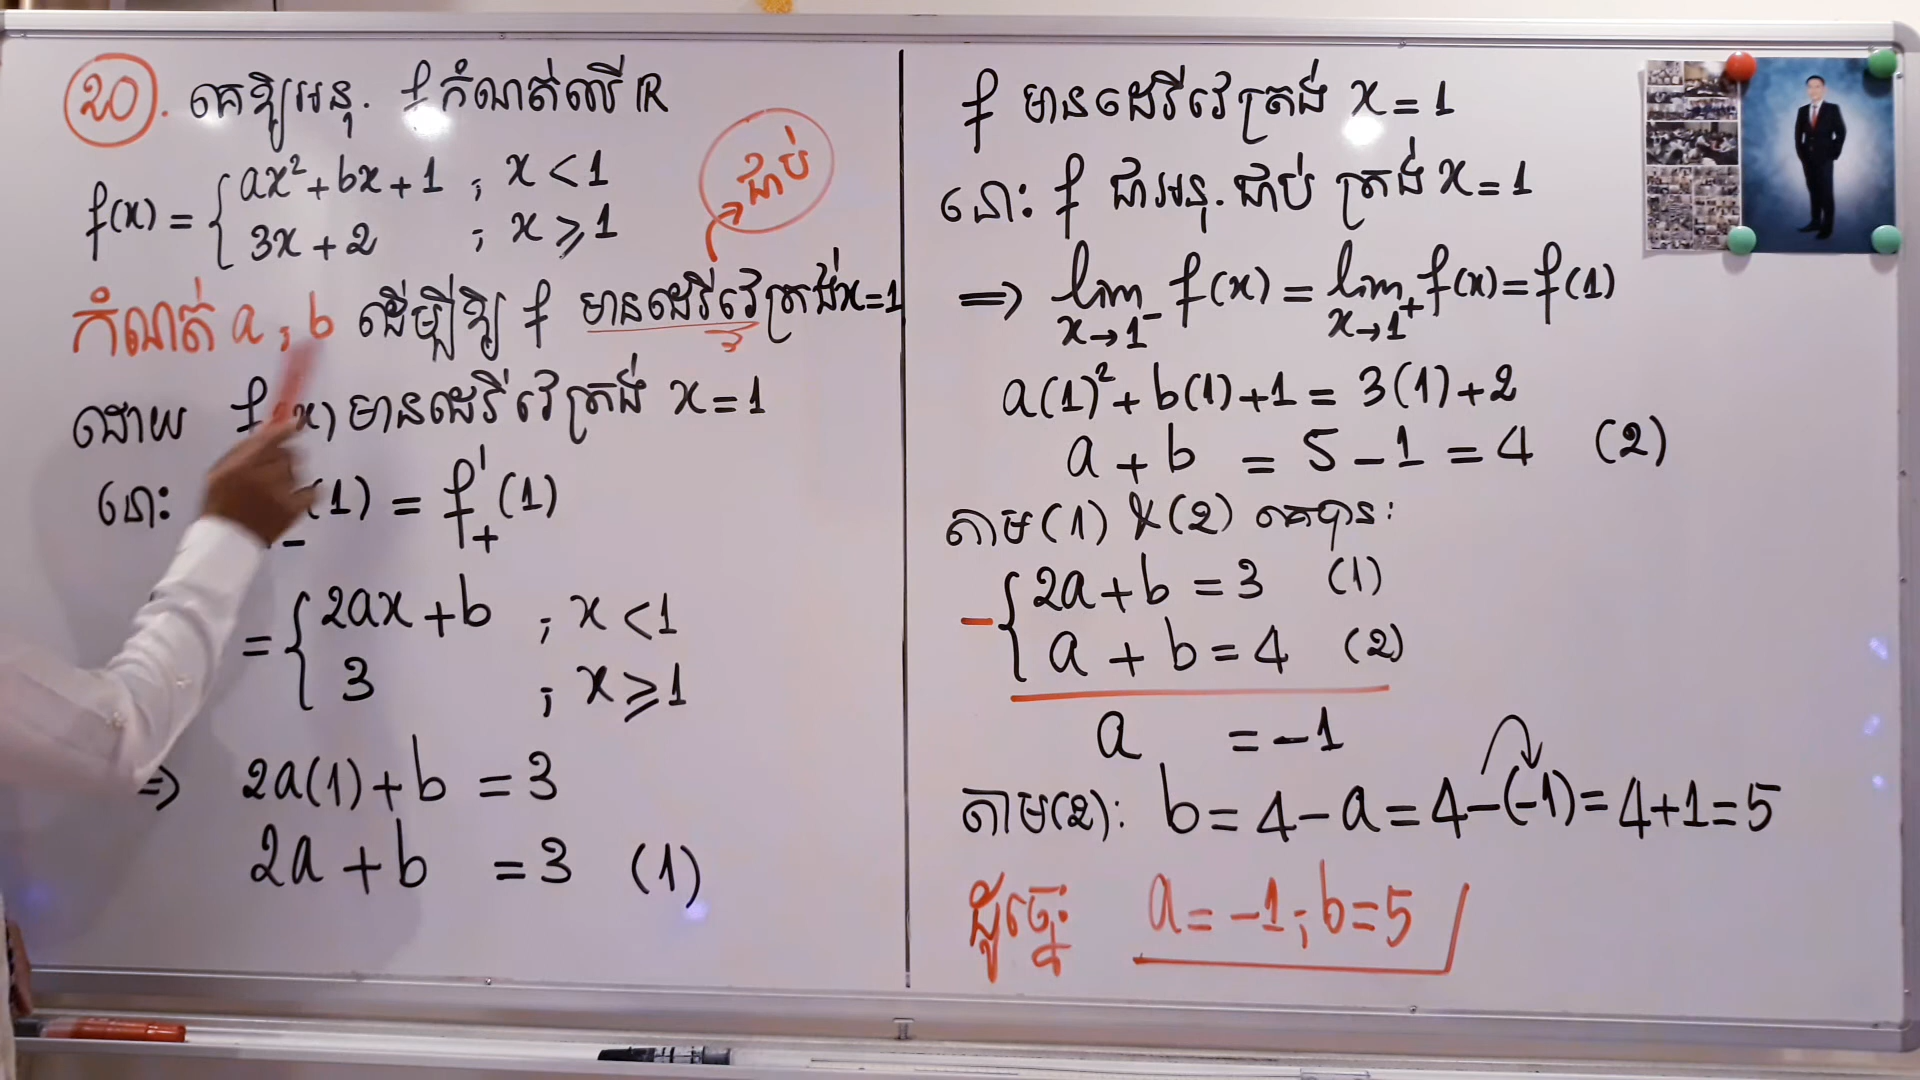 20. គេឱ្យអនុ. f កំណត់លើ ℝ
f(x) = { ax² + bx + 1 ; x < 1
3x + 2 ; x ⩾ 1
ជាប់
កំណត់ a ; b ដើម្បីឱ្យ f មានដេរីវេត្រង់ x = 1
ដោយ f(x) មានដេរីវេត្រង់ x = 1
នោះ (1) = f'₊(1)
= { 2ax + b ; x < 1
3 ; x ⩾ 1
⇒ 2a(1) + b = 3
2a + b = 3 (1)
f មានដេរីវេត្រង់ x = 1
នោះ f ជាអនុ. ជាប់ ត្រង់ x = 1
⇒ lim x→1⁻ f(x) = lim x→1⁺ f(x) = f(1)
a(1)² + b(1) + 1 = 3(1) + 2
a + b = 5 − 1 = 4 (2)
តាម (1) & (2) គេបាន:
− { 2a + b = 3 (1)
a + b = 4 (2)
a = −1
តាម(2): b = 4 − a = 4 − (−1) = 4 + 1 = 5
ដូចនេះ a = −1 ; b = 5